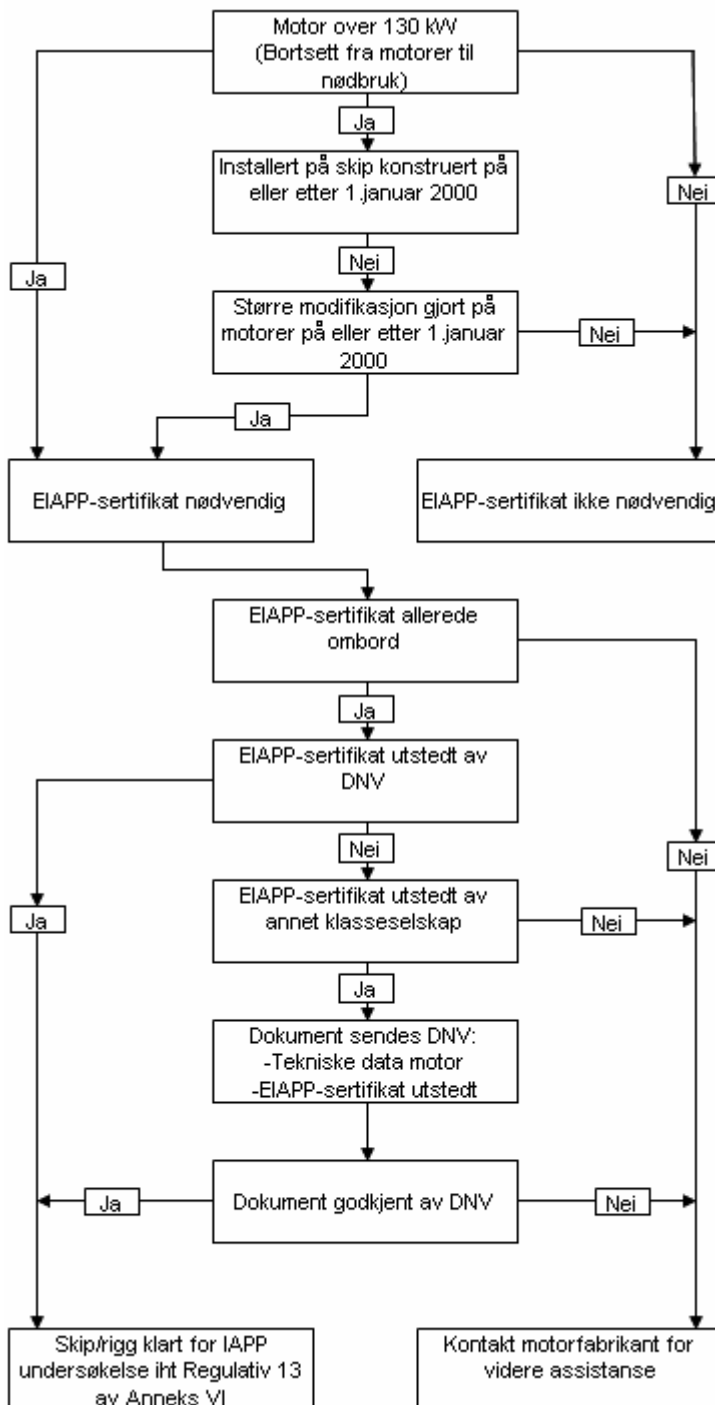 Motor over 130 kW
(Bortsett fra motorer til
nødbruk)
Ja
Installert på skip konstruert på
eller etter 1.januar 2000
Nei
Ja
Nei
Større modifikasjon gjort på
motorer på eller etter 1.januar
2000
Nei
Ja
EIAPP-sertifikat nødvendig
EIAPP-sertifikat ikke nødvendig
EIAPP-sertifikat allerede
ombord
Ja
EIAPP-sertifikat utstedt av
DNV
Nei
Nei
EIAPP-sertifikat utstedt av
annet klasseselskap
Ja
Nei
Ja
Dokument sendes DNV:
-Tekniske data motor
-EIAPP-sertifikat utstedt
Dokument godkjent av DNV
Ja
Nei
Skip/rigg klart for IAPP
undersøkelse iht Regulativ 13
av Anneks VI
Kontakt motorfabrikant for
videre assistanse